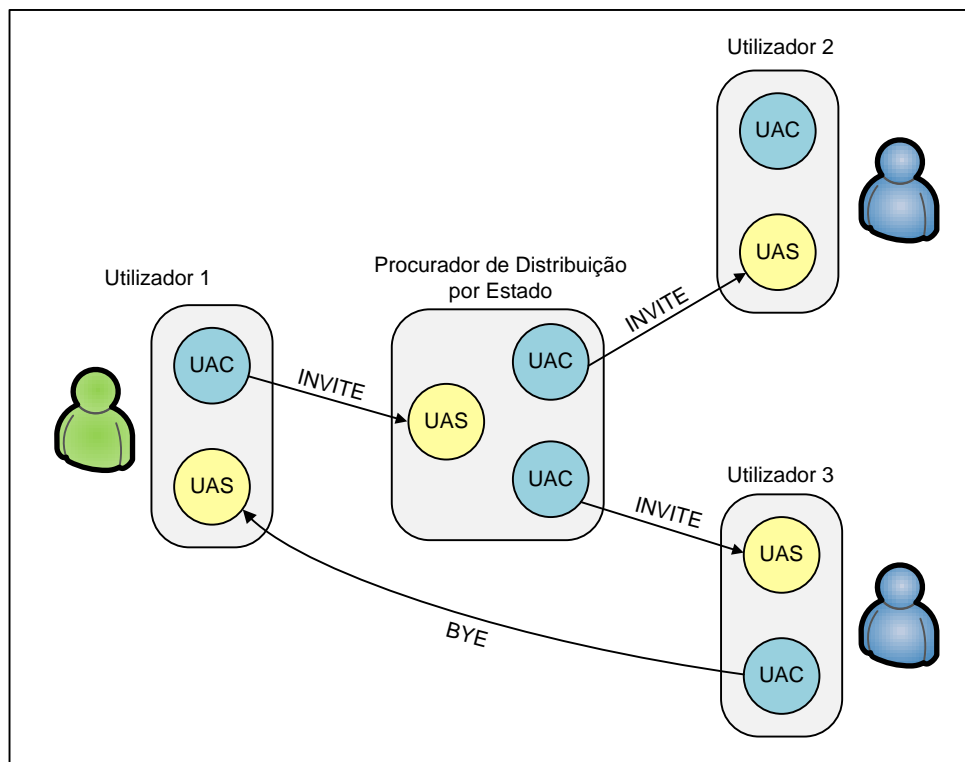 Utilizador 2
UAC
UAS
INVITE
Procurador de Distribuição
por Estado
UAC
UAS
UAC
Utilizador 1
UAC
INVITE
UAS
Utilizador 3
INVITE
UAS
UAC
BYE